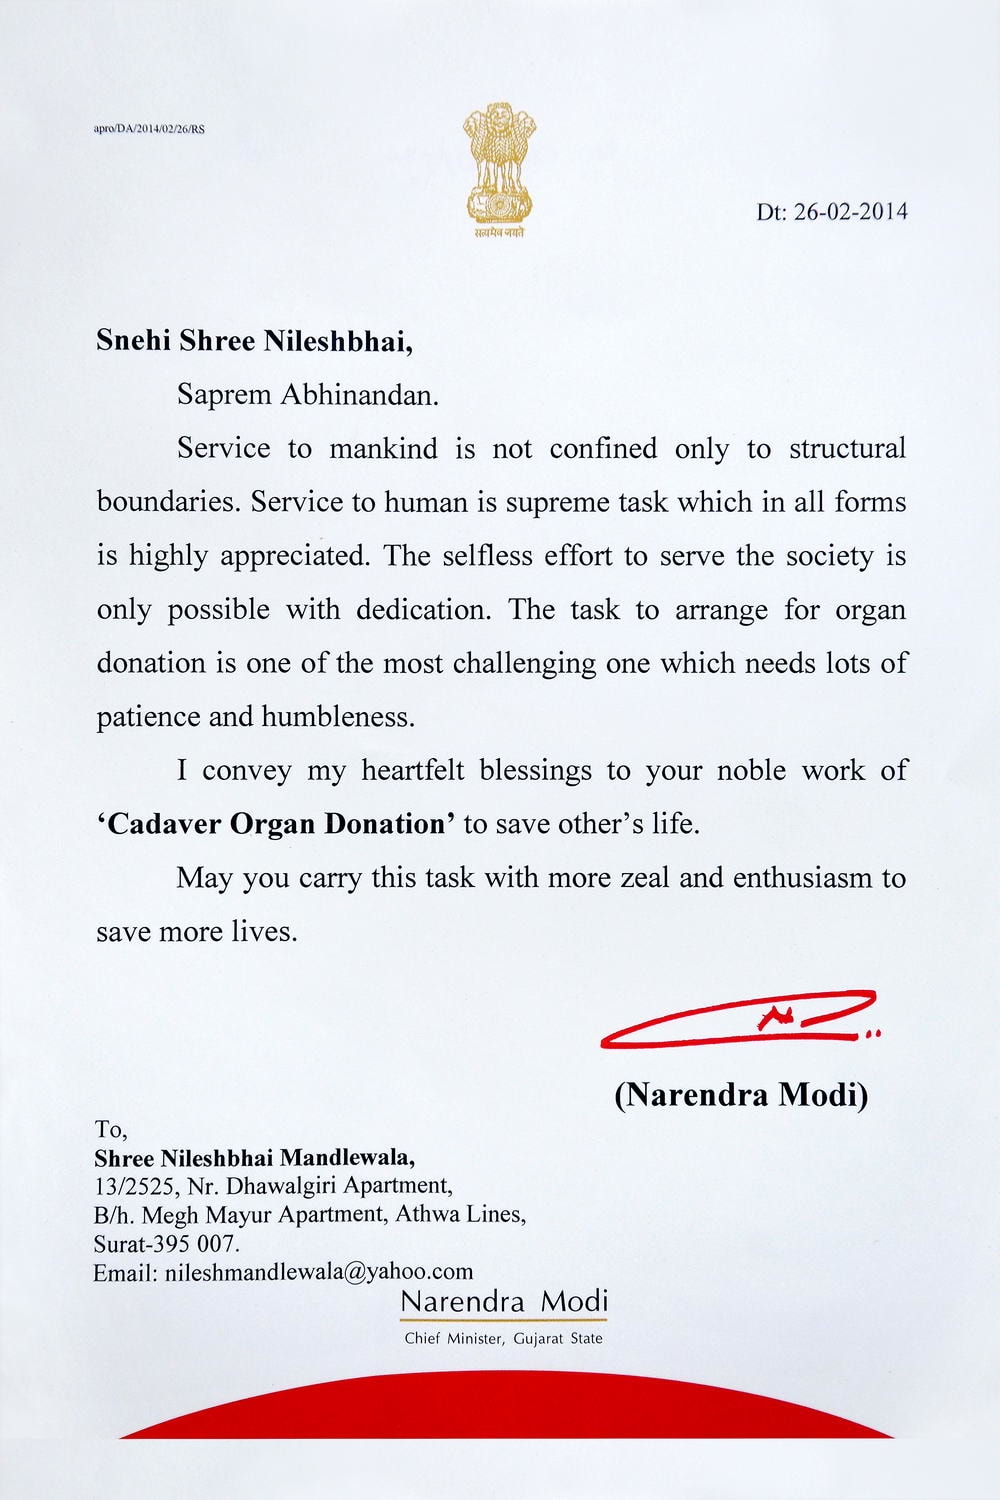 apro/DA/2014/02/26/RS
सत्यमेव जयते
Dt: 26-02-2014
Snehi Shree Nileshbhai,
Saprem Abhinandan.
Service to mankind is not confined only to structural
boundaries. Service to human is supreme task which in all forms
is highly appreciated. The selfless effort to serve the society is
only possible with dedication. The task to arrange for organ
donation is one of the most challenging one which needs lots of
patience and humbleness.
I convey my heartfelt blessings to your noble work of
‘Cadaver Organ Donation’ to save other’s life.
May you carry this task with more zeal and enthusiasm to
save more lives.
(Narendra Modi)
To,
Shree Nileshbhai Mandlewala,
13/2525, Nr. Dhawalgiri Apartment,
B/h. Megh Mayur Apartment, Athwa Lines,
Surat-395 007.
Email: nileshmandlewala@yahoo.com
Narendra Modi
Chief Minister, Gujarat State